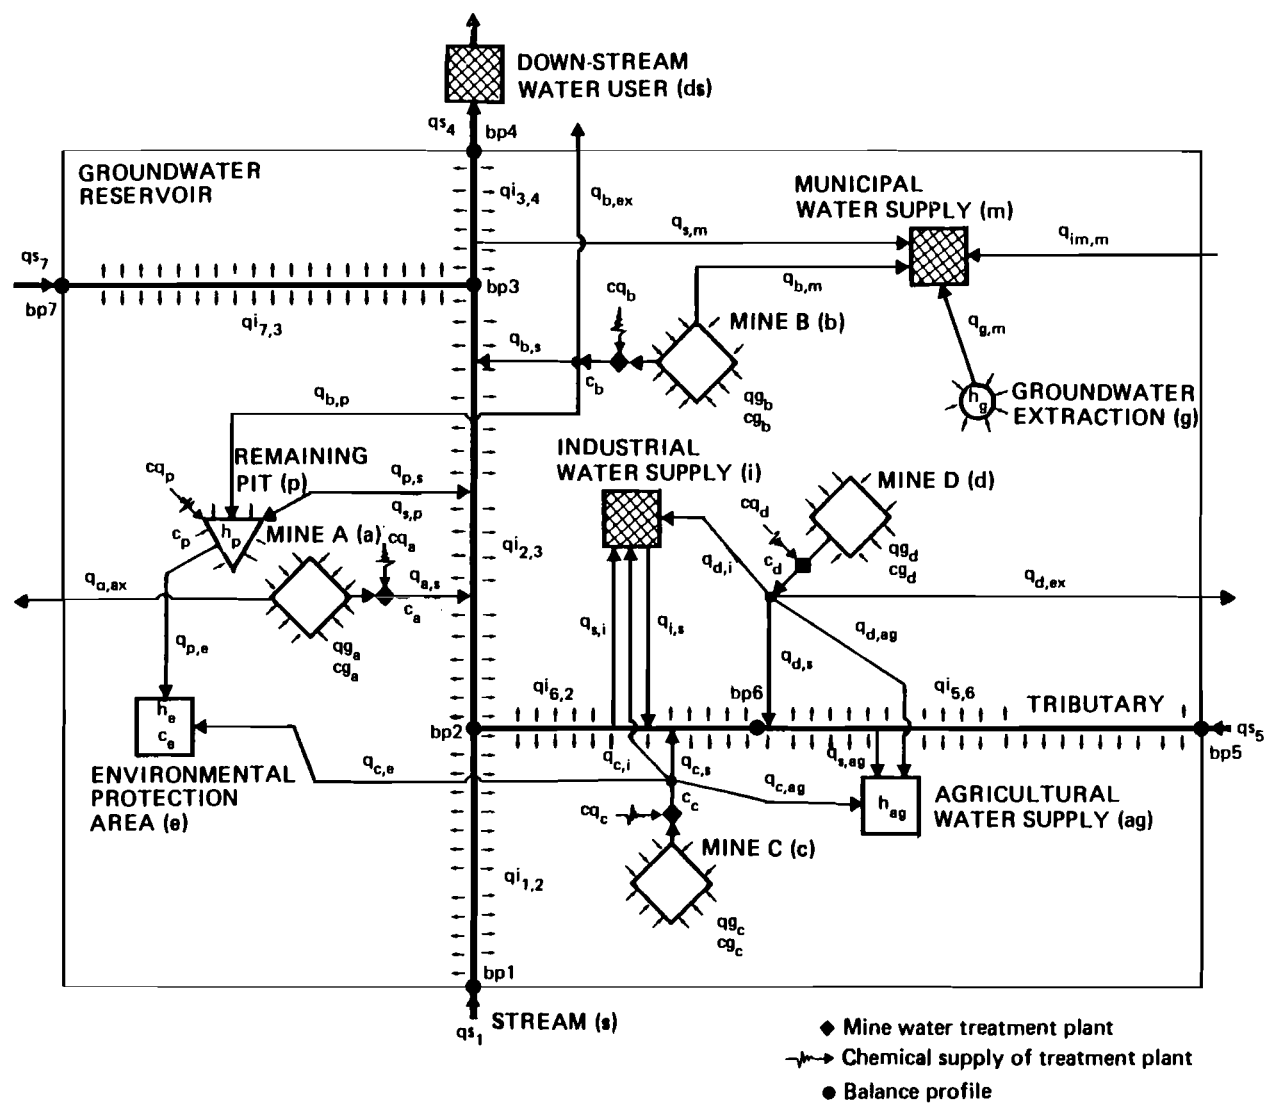 DOWN-STREAM
WATER USER (ds)
qs4
bp4
GROUNDWATER
RESERVOIR
qi3,4
qb,ex
MUNICIPAL
WATER SUPPLY (m)
qs,m
qim,m
qs7
bp7
bp3
qi7,3
cqb
qb,m
MINE B (b)
qg,m
qb,s
cb
hg
GROUNDWATER
EXTRACTION (g)
qgb
cgb
qb,p
INDUSTRIAL
WATER SUPPLY (i)
REMAINING
PIT (p)
cqp
qp,s
qs,p
MINE D (d)
cqd
cp
hp
MINE A (a)
cqa
qi2,3
cd
qgd
cgd
qd,i
qa,ax
qa,s
ca
qd,ex
qs,i
qi,s
qd,ag
qp,e
qga
cga
qd,s
he
ce
qi6,2
bp6
qi5,6
TRIBUTARY
bp2
qs5
bp5
qc,e
qc,i
qc,s
qs,ag
qc,ag
ENVIRONMENTAL
PROTECTION
AREA (e)
cqc
cc
hag
AGRICULTURAL
WATER SUPPLY (ag)
MINE C (c)
qi1,2
qgc
cgc
bp1
qs1
STREAM (s)
Mine water treatment plant
Chemical supply of treatment plant
Balance profile